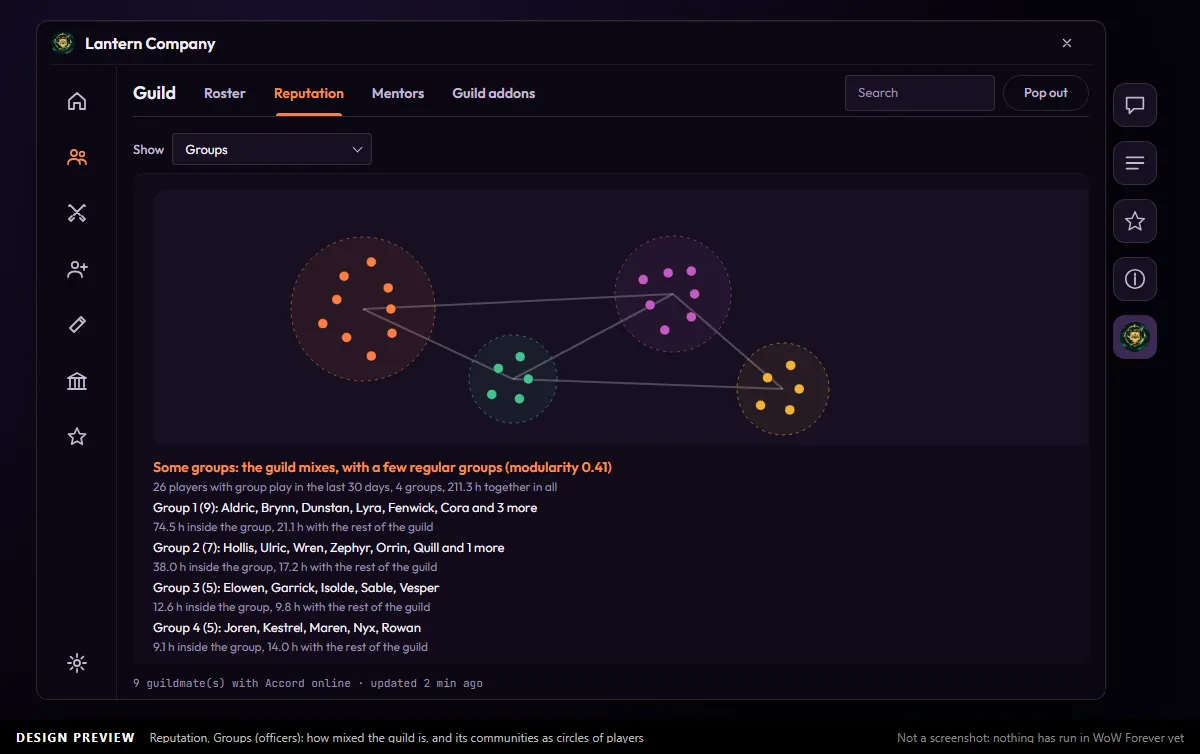 Lantern Company
Guild Roster Reputation Mentors Guild addons Search Pop out
Show Groups
Some groups: the guild mixes, with a few regular groups (modularity 0.41)
26 players with group play in the last 30 days, 4 groups, 211.3 h together in all
Group 1 (9): Aldric, Brynn, Dunstan, Lyra, Fenwick, Cora and 3 more
74.5 h inside the group, 21.1 h with the rest of the guild
Group 2 (7): Hollis, Ulric, Wren, Zephyr, Orrin, Quill and 1 more
38.0 h inside the group, 17.2 h with the rest of the guild
Group 3 (5): Elowen, Garrick, Isolde, Sable, Vesper
12.6 h inside the group, 9.8 h with the rest of the guild
Group 4 (5): Joren, Kestrel, Maren, Nyx, Rowan
9.1 h inside the group, 14.0 h with the rest of the guild
9 guildmate(s) with Accord online · updated 2 min ago
DESIGN PREVIEW Reputation, Groups (officers): how mixed the guild is, and its communities as circles of players Not a screenshot: nothing has run in WoW Forever yet